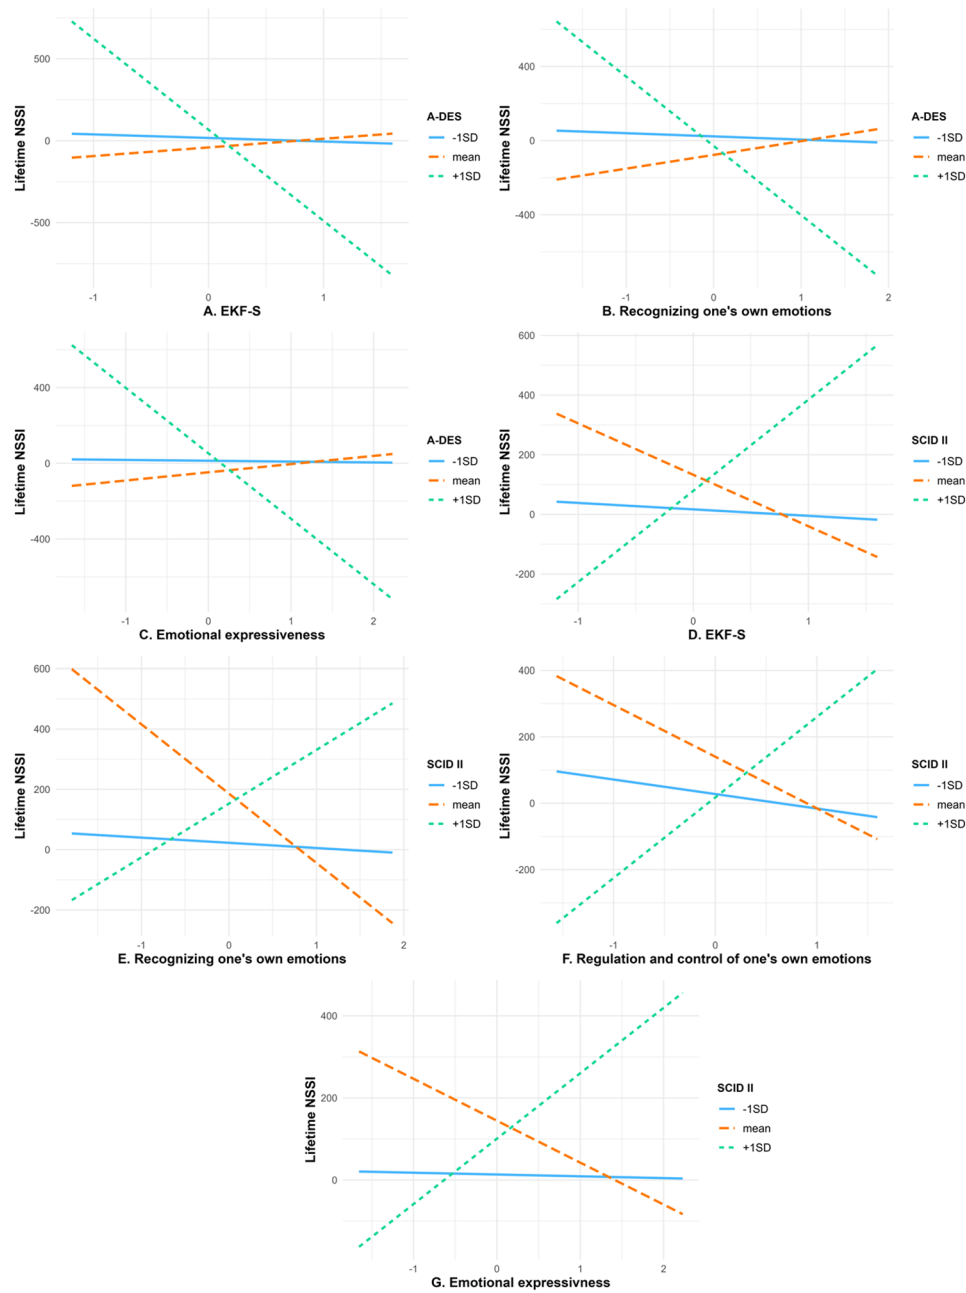 Lifetime NSSI
500
0
-500
-1
0
1
A. EKF-S
A-DES
-1SD
mean
+1SD
Lifetime NSSI
400
0
-400
-1
0
1
2
B. Recognizing one's own emotions
A-DES
-1SD
mean
+1SD
Lifetime NSSI
400
0
-400
-1
0
1
2
C. Emotional expressiveness
A-DES
-1SD
mean
+1SD
Lifetime NSSI
600
400
200
0
-200
-1
0
1
D. EKF-S
SCID II
-1SD
mean
+1SD
Lifetime NSSI
600
400
200
0
-200
-1
0
1
2
E. Recognizing one's own emotions
SCID II
-1SD
mean
+1SD
Lifetime NSSI
400
200
0
-200
-1
0
1
F. Regulation and control of one's own emotions
SCID II
-1SD
mean
+1SD
Lifetime NSSI
400
200
0
-1
0
1
2
G. Emotional expressivness
SCID II
-1SD
mean
+1SD